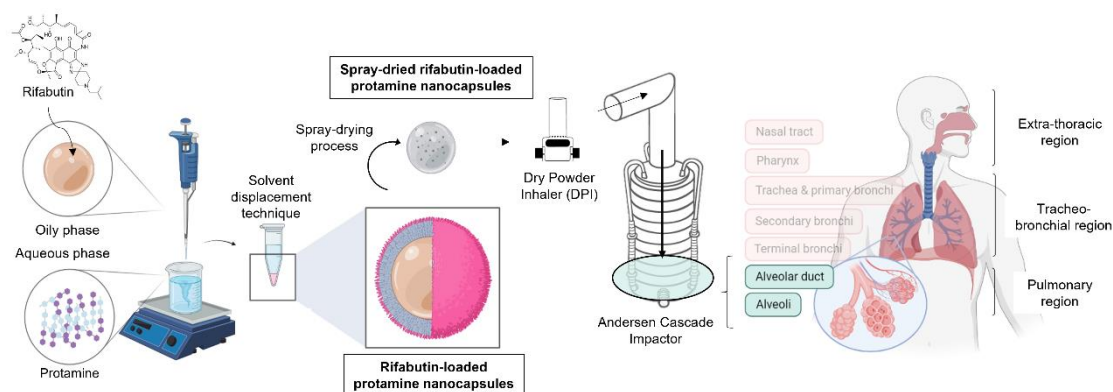 Rifabutin
Oily phase
Aqueous phase
Protamine
Solvent
displacement
technique
Spray-dried rifabutin-loaded
protamine nanocapsules
Spray-drying
process
Rifabutin-loaded
protamine nanocapsules
Dry Powder
Inhaler (DPI)
Andersen Cascade
Impactor
Nasal tract
Pharynx
Trachea & primary bronchi
Secondary bronchi
Terminal bronchi
Alveolar duct
Alveoli
Extra-thoracic
region
Tracheo-
bronchial region
Pulmonary
region